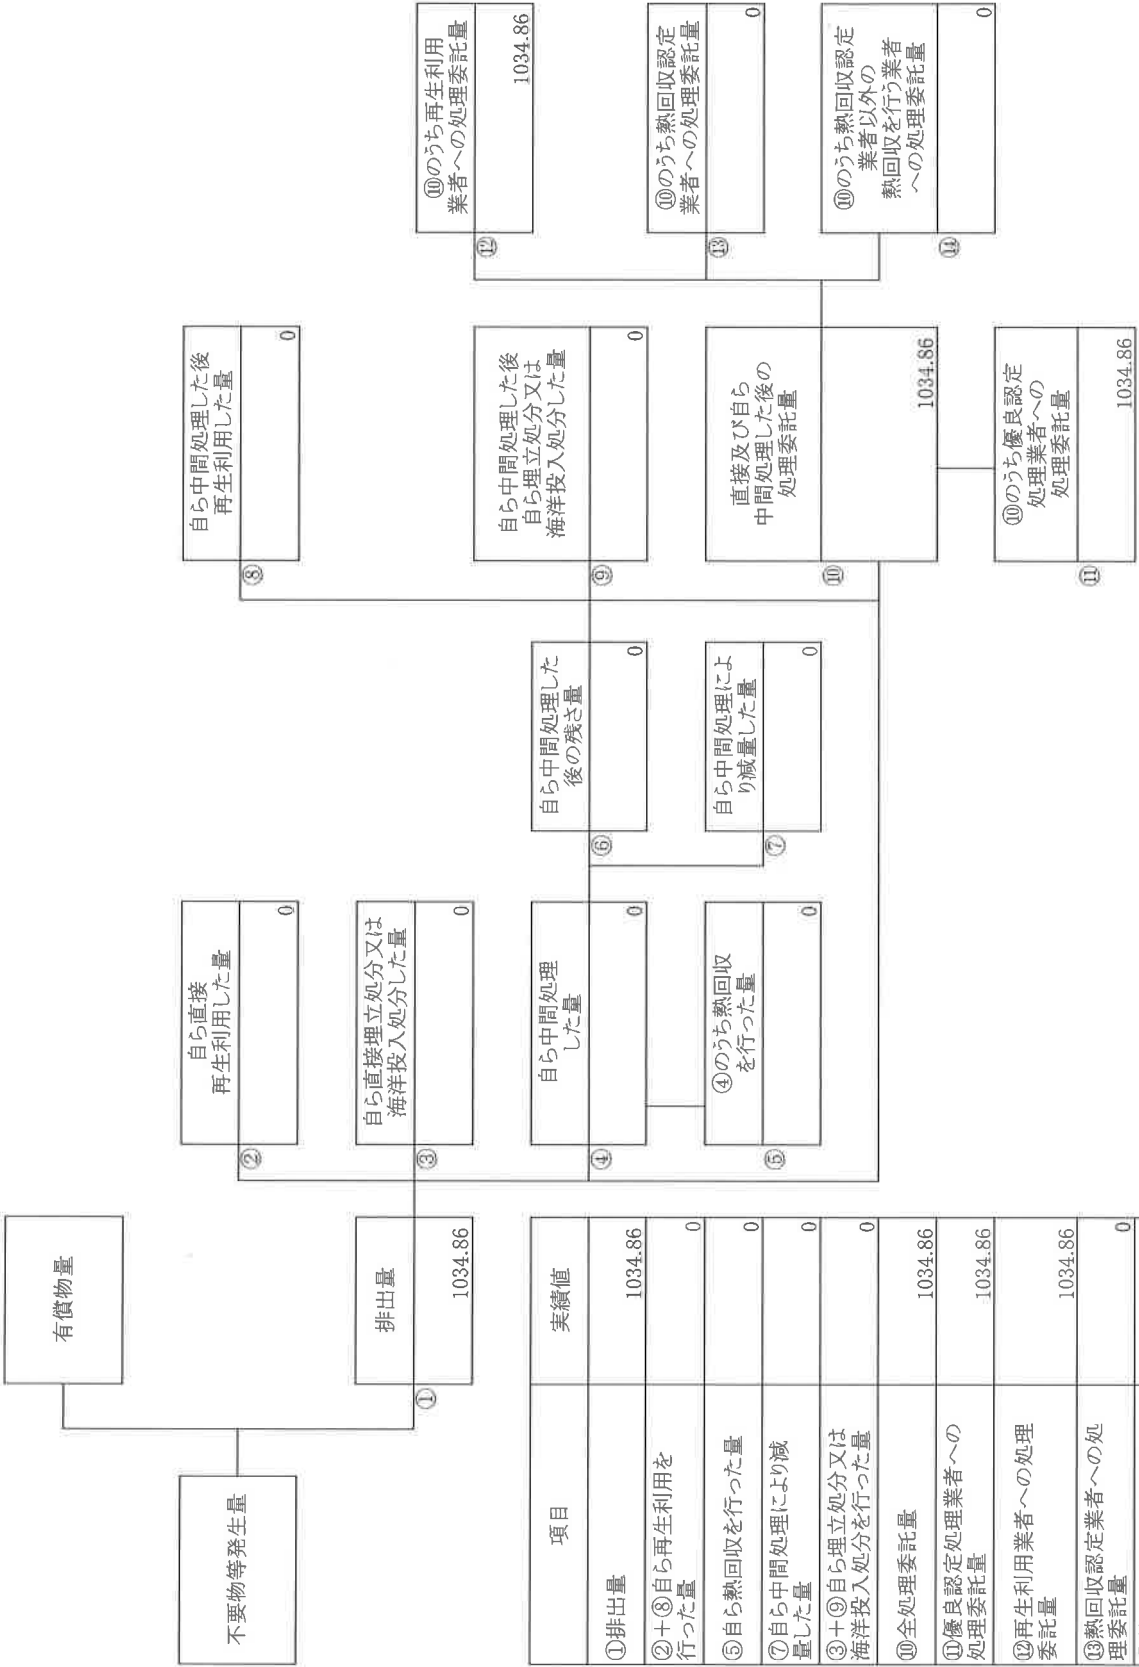 不要物等発生量
有償物量
①
排出量
1034.86
②
自ら直接
再生利用した量
0
③
自ら直接埋立処分又は
海洋投入処分した量
0
④
自ら中間処理
した量
0
⑤
④のうち熱回収
を行った量
0
⑥
自ら中間処理した
後の残さ量
0
⑦
自ら中間処理によ
り減量した量
0
⑧
自ら中間処理した後
再生利用した量
0
⑨
自ら中間処理した後
自ら埋立処分又は
海洋投入処分した量
0
⑩
直接及び自ら
中間処理した後の
処理委託量
1034.86
⑪
⑩のうち優良認定
処理業者への
処理委託量
1034.86
⑫
⑩のうち再生利用
業者への処理委託量
1034.86
⑬
⑩のうち熱回収認定
業者への処理委託量
0
⑭
⑩のうち熱回収認定
業者以外の
熱回収を行う業者
への処理委託量
0
項目 実績値
①排出量 1034.86
②+⑧自ら再生利用を
行った量 0
⑤自ら熱回収を行った量 0
⑦自ら中間処理により減
量した量 0
③+⑨自ら埋立処分又は
海洋投入処分を行った量 0
⑩全処理委託量 1034.86
⑪優良認定処理業者への
処理委託量 1034.86
⑫再生利用業者への処理
委託量 1034.86
⑬熱回収認定業者への処
理委託量 0